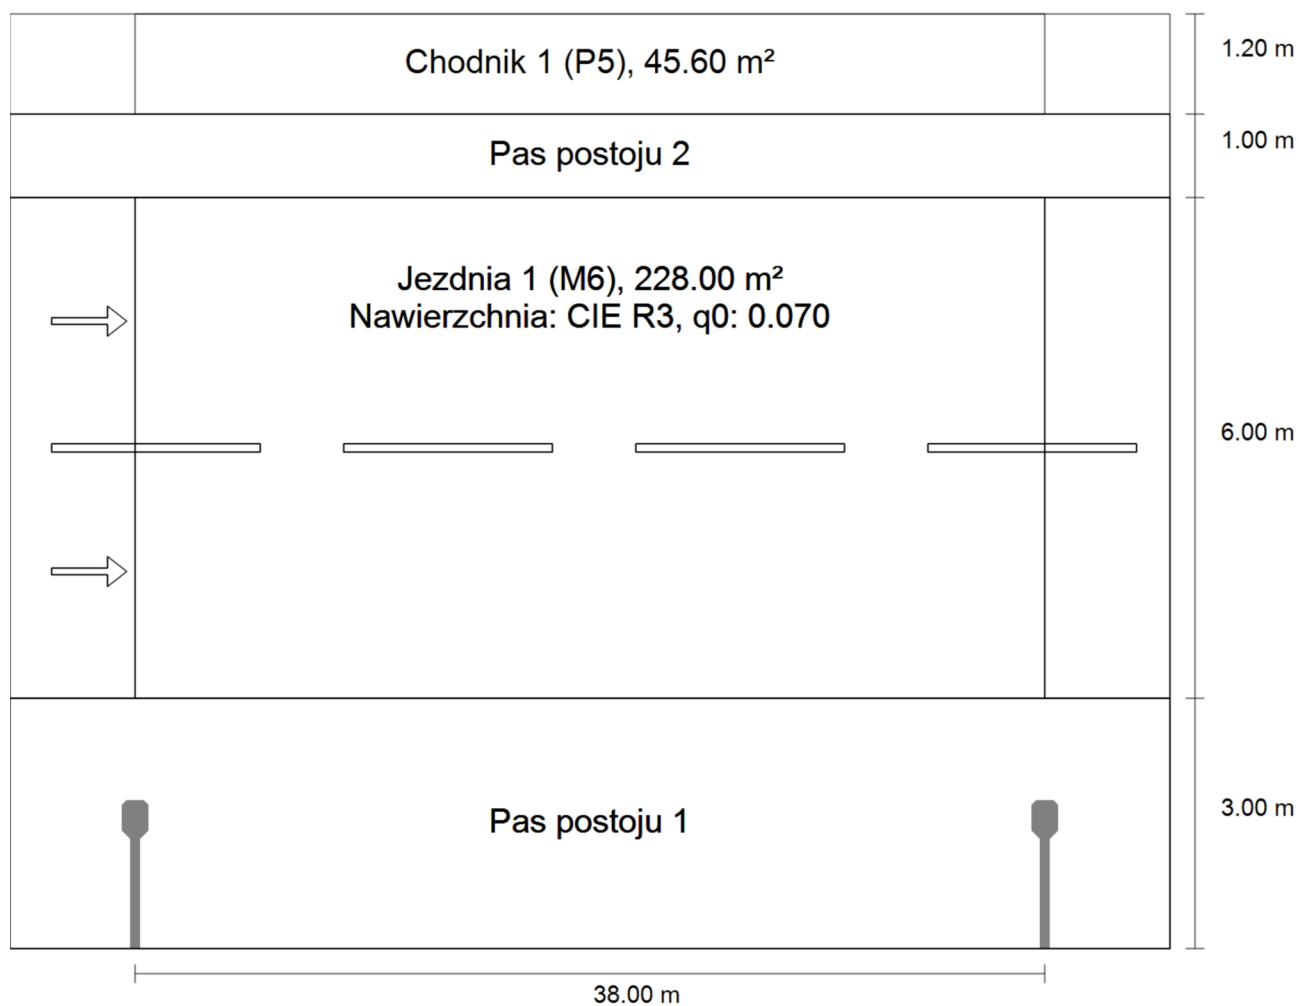 Chodnik 1 (P5), 45.60 m²
1.20 m
Pas postoju 2
1.00 m
Jezdnia 1 (M6), 228.00 m²
Nawierzchnia: CIE R3, q0: 0.070
6.00 m
Pas postoju 1
3.00 m
38.00 m